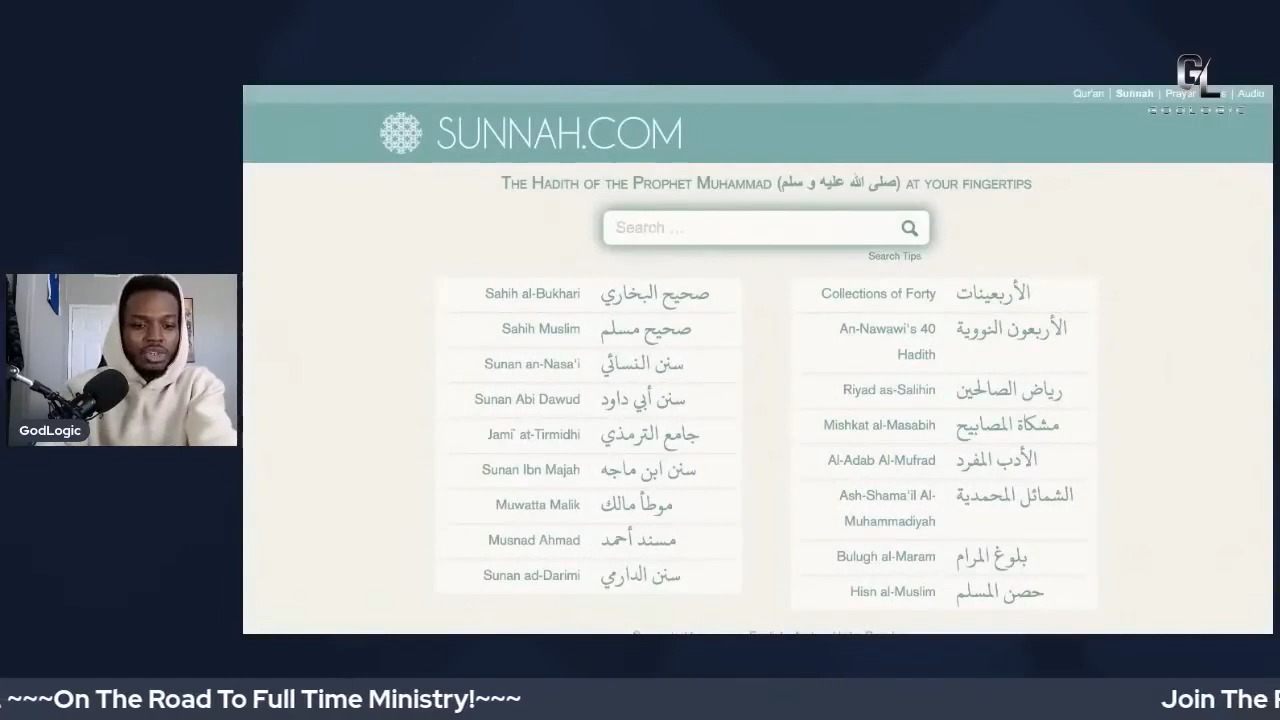 GL
GODLOGIC
Qur'an | Sunnah | Prayer | Audio
SUNNAH.COM
THE HADITH OF THE PROPHET MUHAMMAD (صلى الله عليه و سلم) AT YOUR FINGERTIPS
Search ...
Search Tips
Sahih al-Bukhari صحيح البخاري
Sahih Muslim صحيح مسلم
Sunan an-Nasa'i سنن النسائي
Sunan Abi Dawud سنن أبي داود
Jami` at-Tirmidhi جامع الترمذي
Sunan Ibn Majah سنن ابن ماجه
Muwatta Malik موطأ مالك
Musnad Ahmad مسند أحمد
Sunan ad-Darimi سنن الدارمي
Collections of Forty الأربعينات
An-Nawawi's 40 الأربعون النووية
Hadith
Riyad as-Salihin رياض الصالحين
Mishkat al-Masabih مشكاة المصابيح
Al-Adab Al-Mufrad الأدب المفرد
Ash-Shama'il Al- الشمائل المحمدية
Muhammadiyah
Bulugh al-Maram بلوغ المرام
Hisn al-Muslim حصن المسلم
GodLogic
~~~On The Road To Full Time Ministry!~~~
Join The